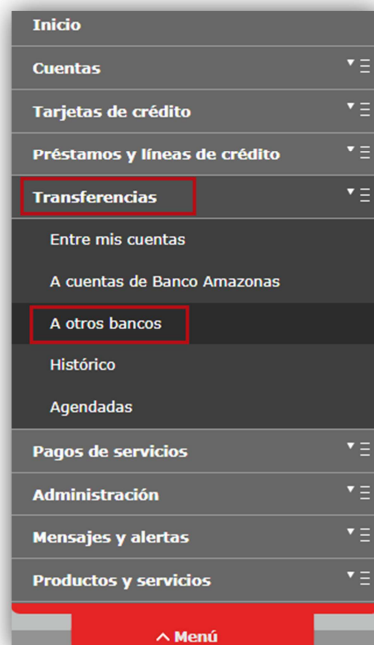 Inicio
Cuentas
Tarjetas de crédito
Préstamos y líneas de crédito
Transferencias
Entre mis cuentas
A cuentas de Banco Amazonas
A otros bancos
Histórico
Agendadas
Pagos de servicios
Administración
Mensajes y alertas
Productos y servicios
Menú